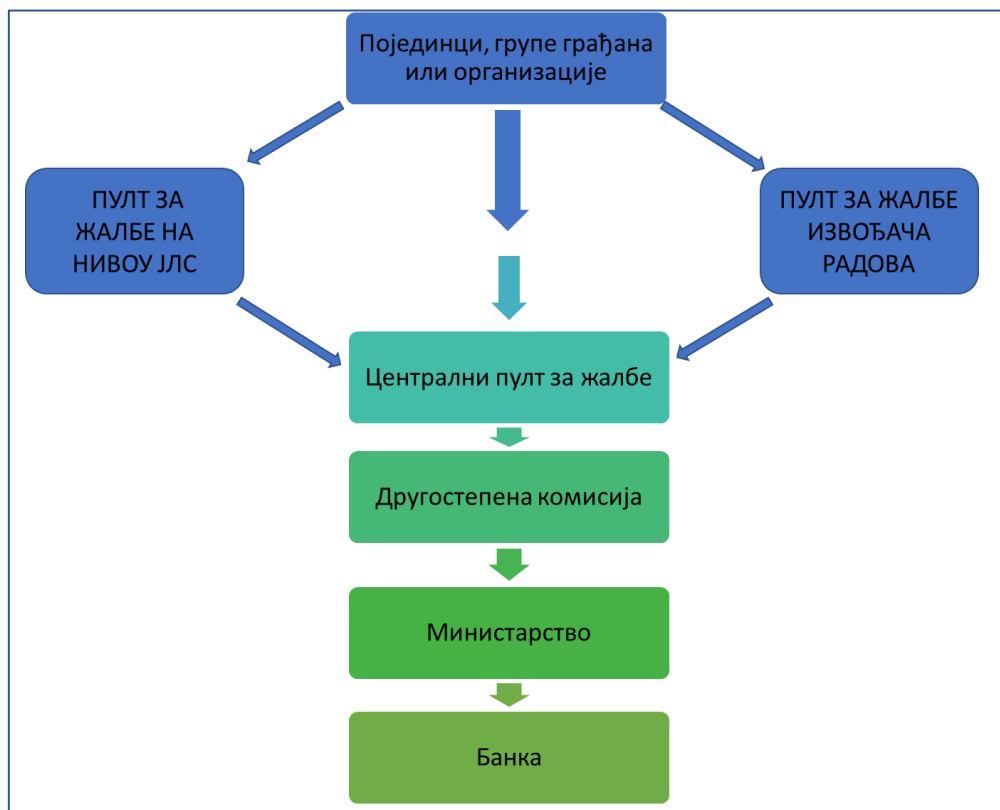 Појединци, групе грађана
или организације
ПУЛТ ЗА
ЖАЛБЕ НА
НИВОУ ЈЛС
ПУЛТ ЗА ЖАЛБЕ
ИЗВОЂАЧА
РАДОВА
Централни пулт за жалбе
Другостепена комисија
Министарство
Банка